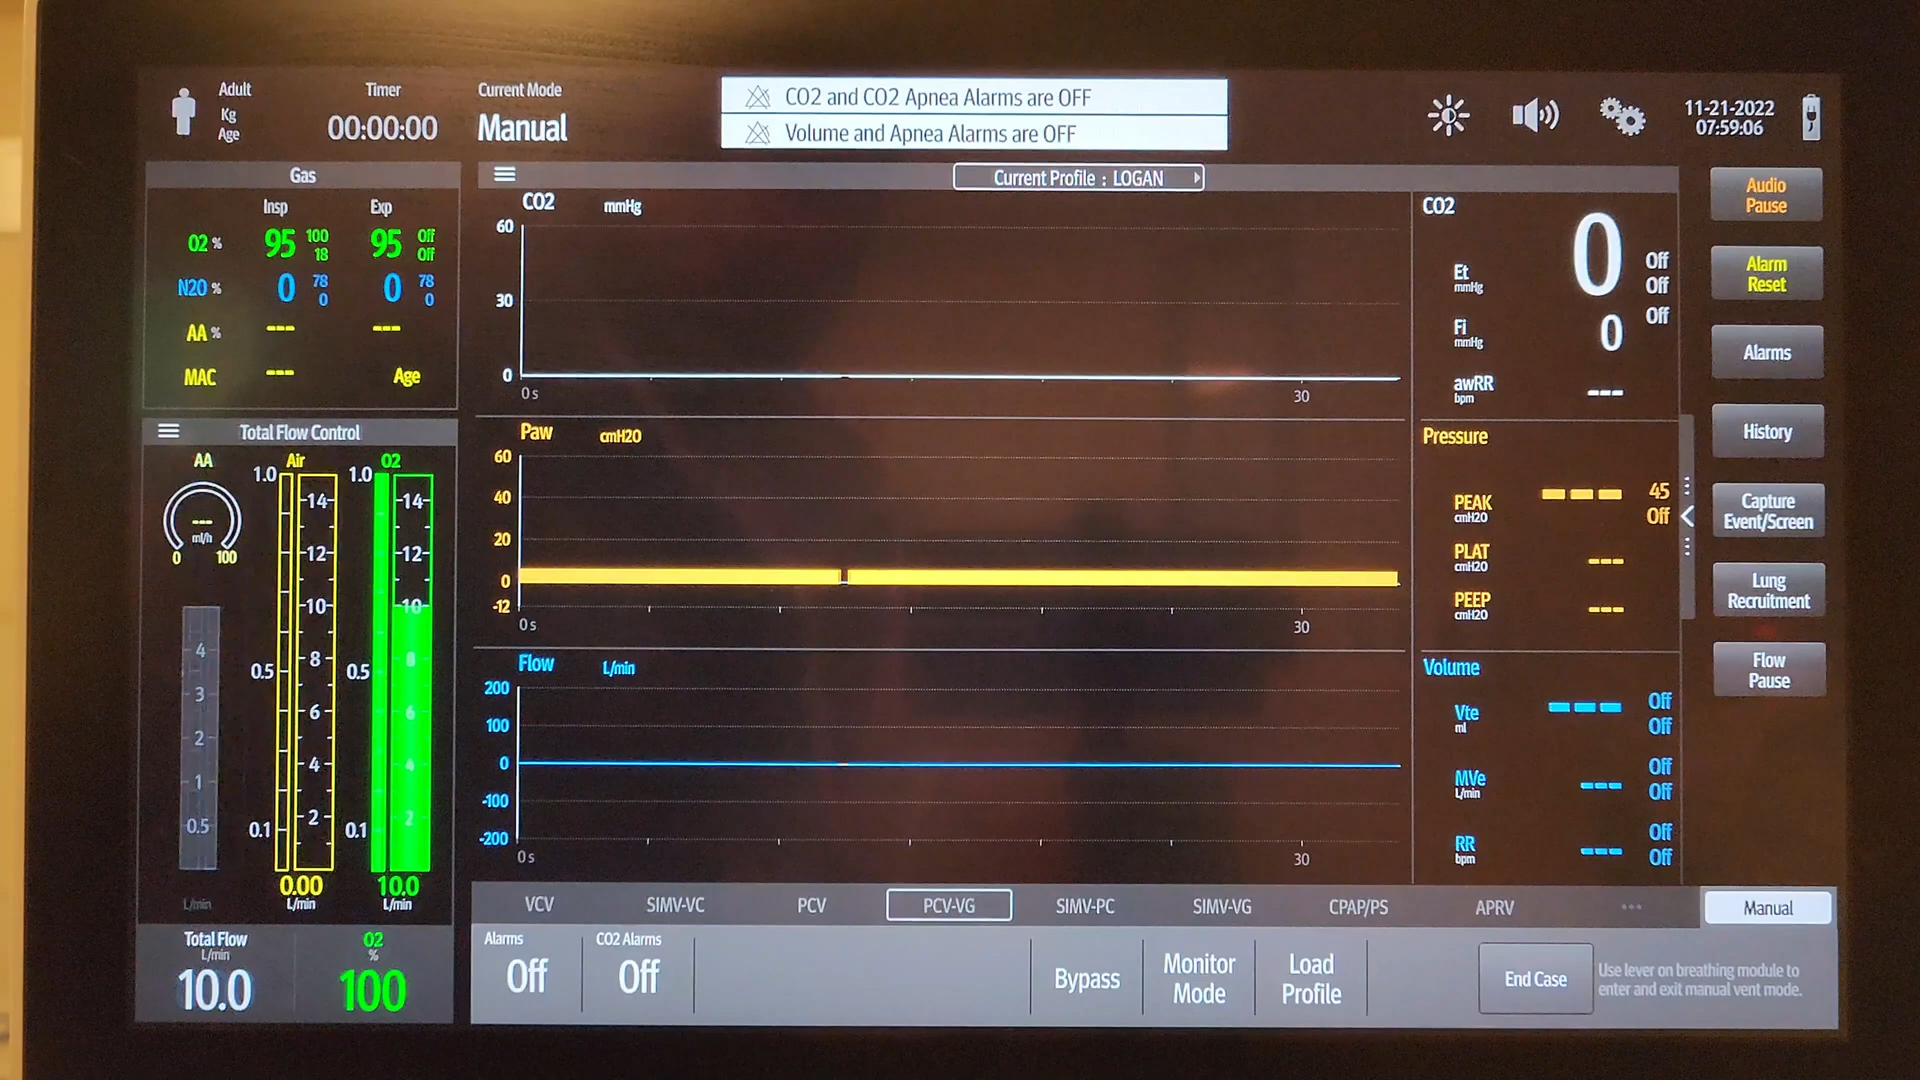 Adult
Kg
Age
Timer
00:00:00
Current Mode
Manual
CO2 and CO2 Apnea Alarms are OFF
Volume and Apnea Alarms are OFF
11-21-2022
07:59:06
Gas
Insp Exp
O2 % 95 100 18 95 Off Off
N2O % 0 78 0 0 78 0
AA % --- ---
MAC --- Age
Total Flow Control
AA Air O2
--- ml/h
0 100
1.0 14 1.0 14
12 12
10 10
4 0.5 8 0.5 8
3 6 6
2 4 4
1 2 2
0.5 0.1 0.1
L/min 0.00 L/min 10.0 L/min
Total Flow L/min
10.0
O2 %
100
Current Profile : LOGAN
CO2 mmHg
60
30
0
0 s 30
Paw cmH2O
60
40
20
0
-12
0 s 30
Flow L/min
200
100
0
-100
-200
0 s 30
CO2
Et mmHg 0 Off Off
Fi mmHg 0 Off
awRR bpm ---
Pressure
PEAK cmH2O --- 45 Off
PLAT cmH2O ---
PEEP cmH2O ---
Volume
Vte ml --- Off Off
MVe L/min --- Off Off
RR bpm --- Off Off
Audio
Pause
Alarm
Reset
Alarms
History
Capture
Event/Screen
Lung
Recruitment
Flow
Pause
VCV SIMV-VC PCV PCV-VG SIMV-PC SIMV-VG CPAP/PS APRV ... Manual
Alarms
Off
CO2 Alarms
Off
Bypass
Monitor
Mode
Load
Profile
End Case
Use lever on breathing module to
enter and exit manual vent mode.